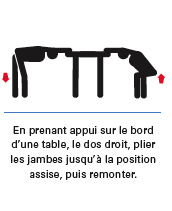 En prenant appui sur le bord
d'une table, le dos droit, plier
les jambes jusqu'à la position
assise, puis remonter.